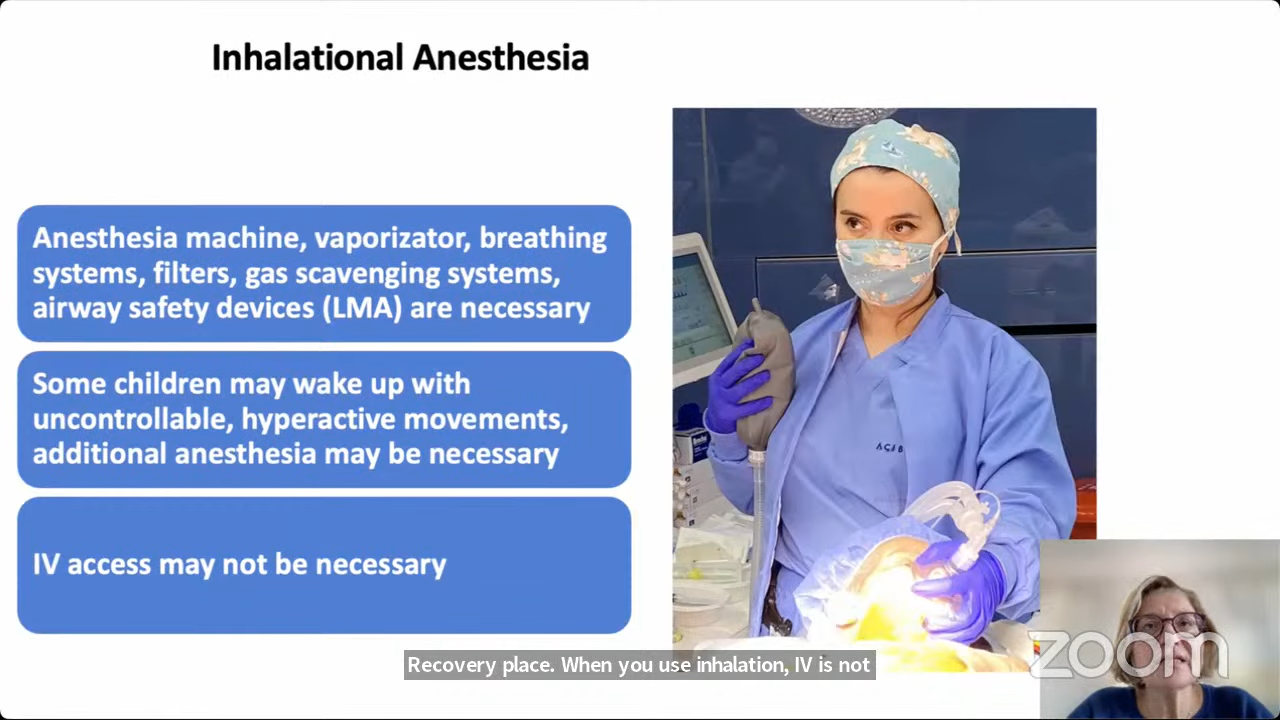 Inhalational Anesthesia
Anesthesia machine, vaporizator, breathing
systems, filters, gas scavenging systems,
airway safety devices (LMA) are necessary
Some children may wake up with
uncontrollable, hyperactive movements,
additional anesthesia may be necessary
IV access may not be necessary
Recovery place. When you use inhalation, IV is not
zoom